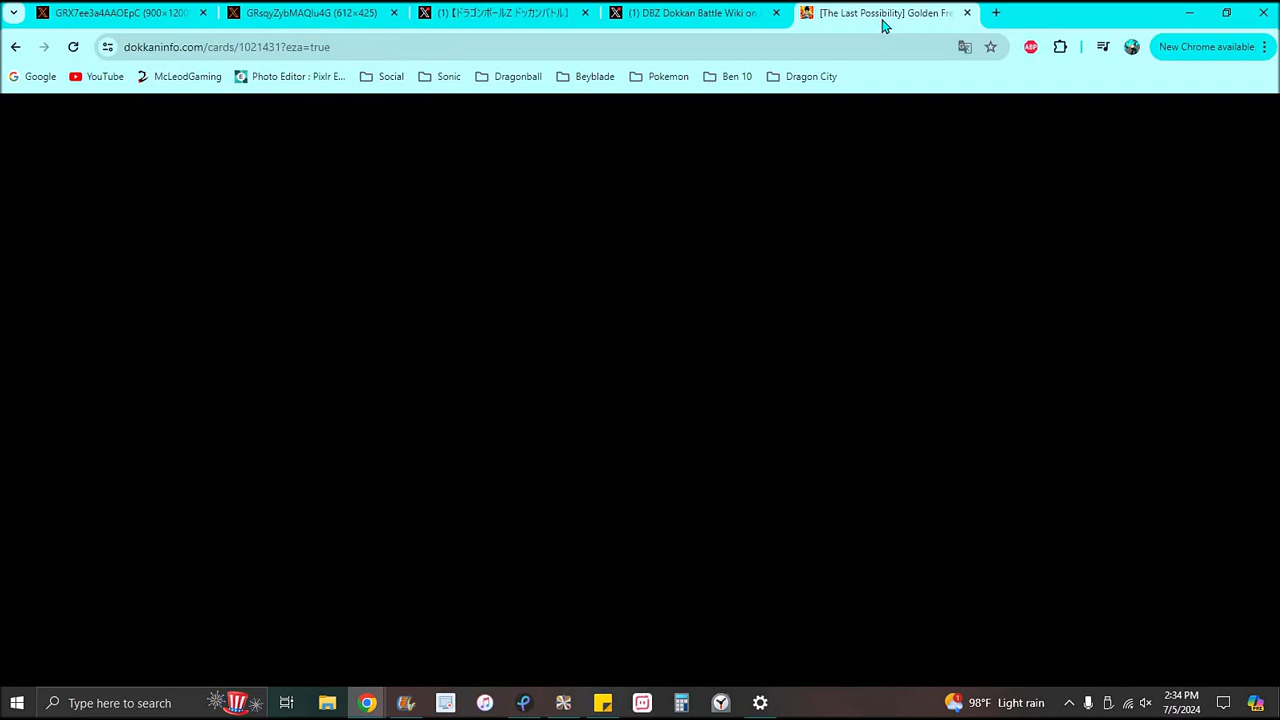 GRX7ee3a4AAOEpC (900×1200
GRsqyZybMAQlu4G (612×425)
(1)【ドラゴンボールZ ドッカンバトル】
(1) DBZ Dokkan Battle Wiki on
[The Last Possibility] Golden Fre
dokkaninfo.com/cards/1021431?eza=true
New Chrome available
Google
YouTube
McLeodGaming
Photo Editor : Pixlr E...
Social
Sonic
Dragonball
Beyblade
Pokemon
Ben 10
Dragon City
ABP
Type here to search
98°F Light rain
2:34 PM
7/5/2024